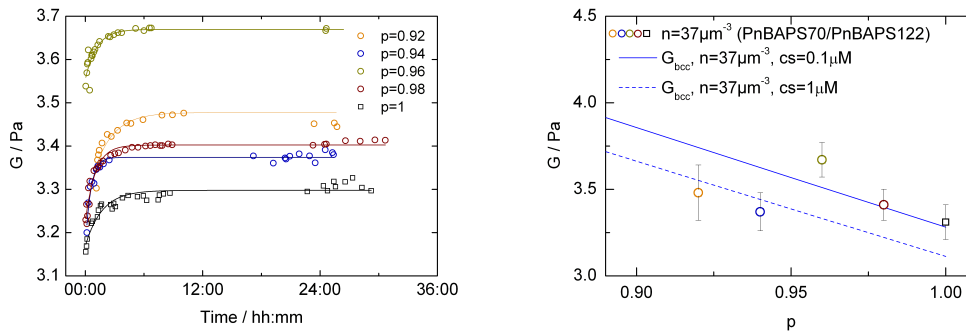 3.7
3.6
3.5
3.4
3.3
3.2
3.1
G / Pa
00:00 12:00 24:00 36:00
Time / hh:mm
p=0.92
p=0.94
p=0.96
p=0.98
p=1
4.5
4.0
3.5
3.0
G / Pa
0.90 0.95 1.00
p
n=37µm⁻³ (PnBAPS70/PnBAPS122)
G_bcc, n=37µm⁻³, cs=0.1µM
G_bcc, n=37µm⁻³, cs=1µM